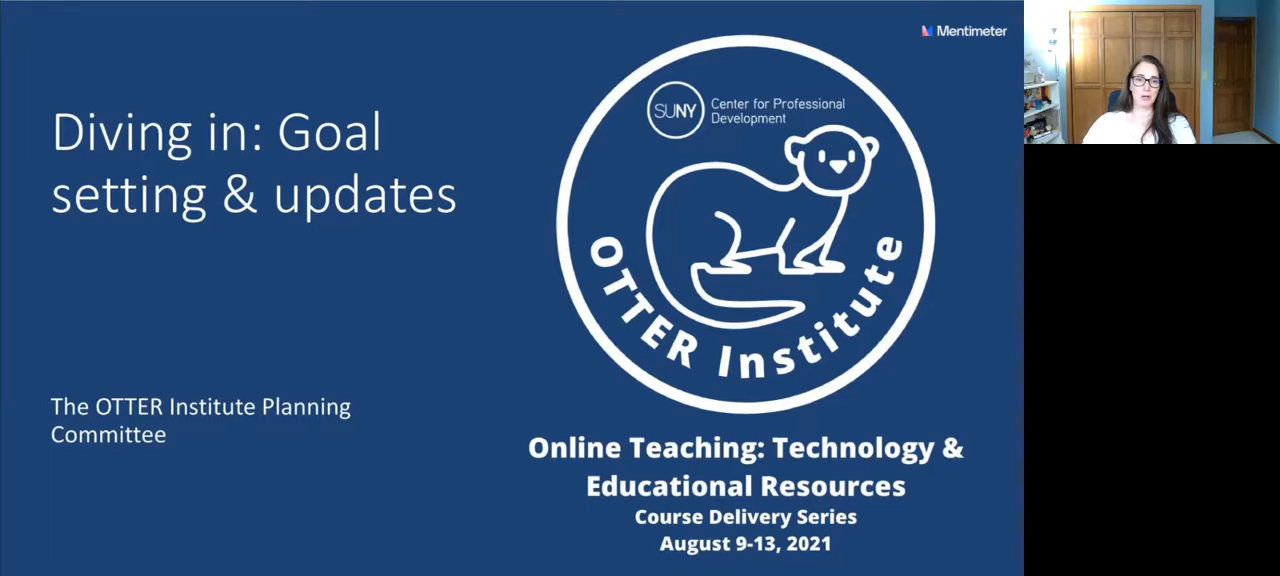 Mentimeter
Diving in: Goal
setting & updates
The OTTER Institute Planning
Committee
SUNY
Center for Professional
Development
OTTER Institute
Online Teaching: Technology &
Educational Resources
Course Delivery Series
August 9-13, 2021